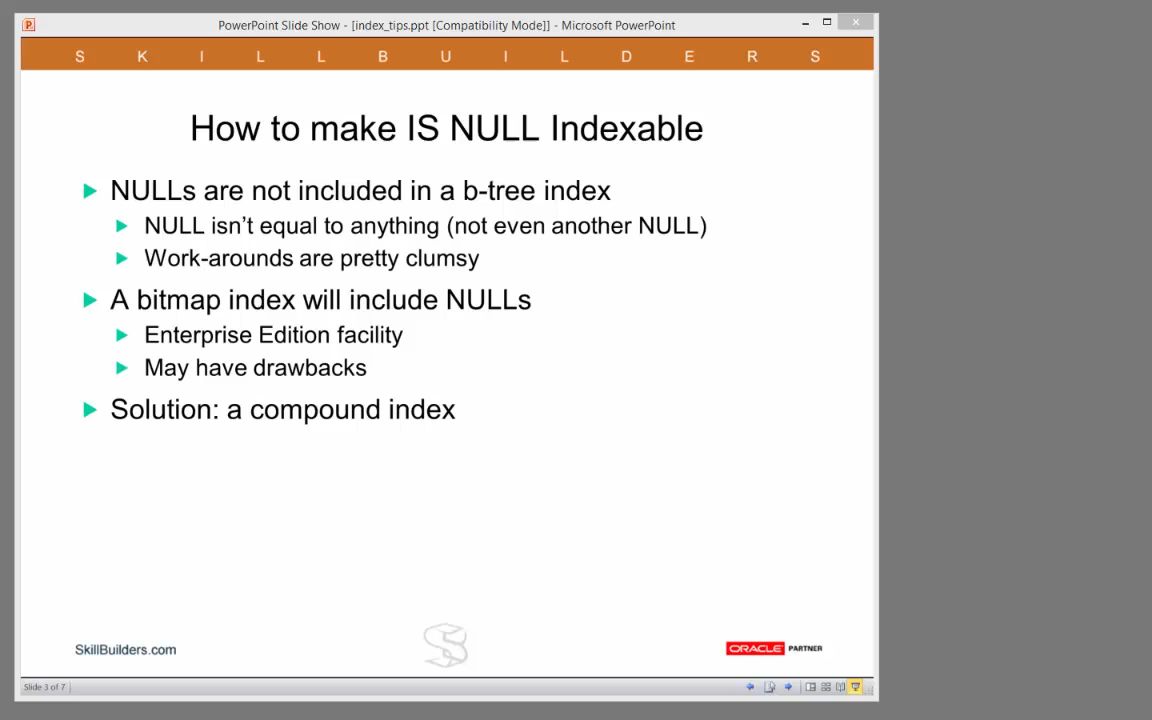 PowerPoint Slide Show - [index_tips.ppt [Compatibility Mode]] - Microsoft PowerPoint
S K I L L B U I L D E R S
How to make IS NULL Indexable
NULLs are not included in a b-tree index
NULL isn’t equal to anything (not even another NULL)
Work-arounds are pretty clumsy
A bitmap index will include NULLs
Enterprise Edition facility
May have drawbacks
Solution: a compound index
SkillBuilders.com
ORACLE PARTNER
Slide 3 of 7